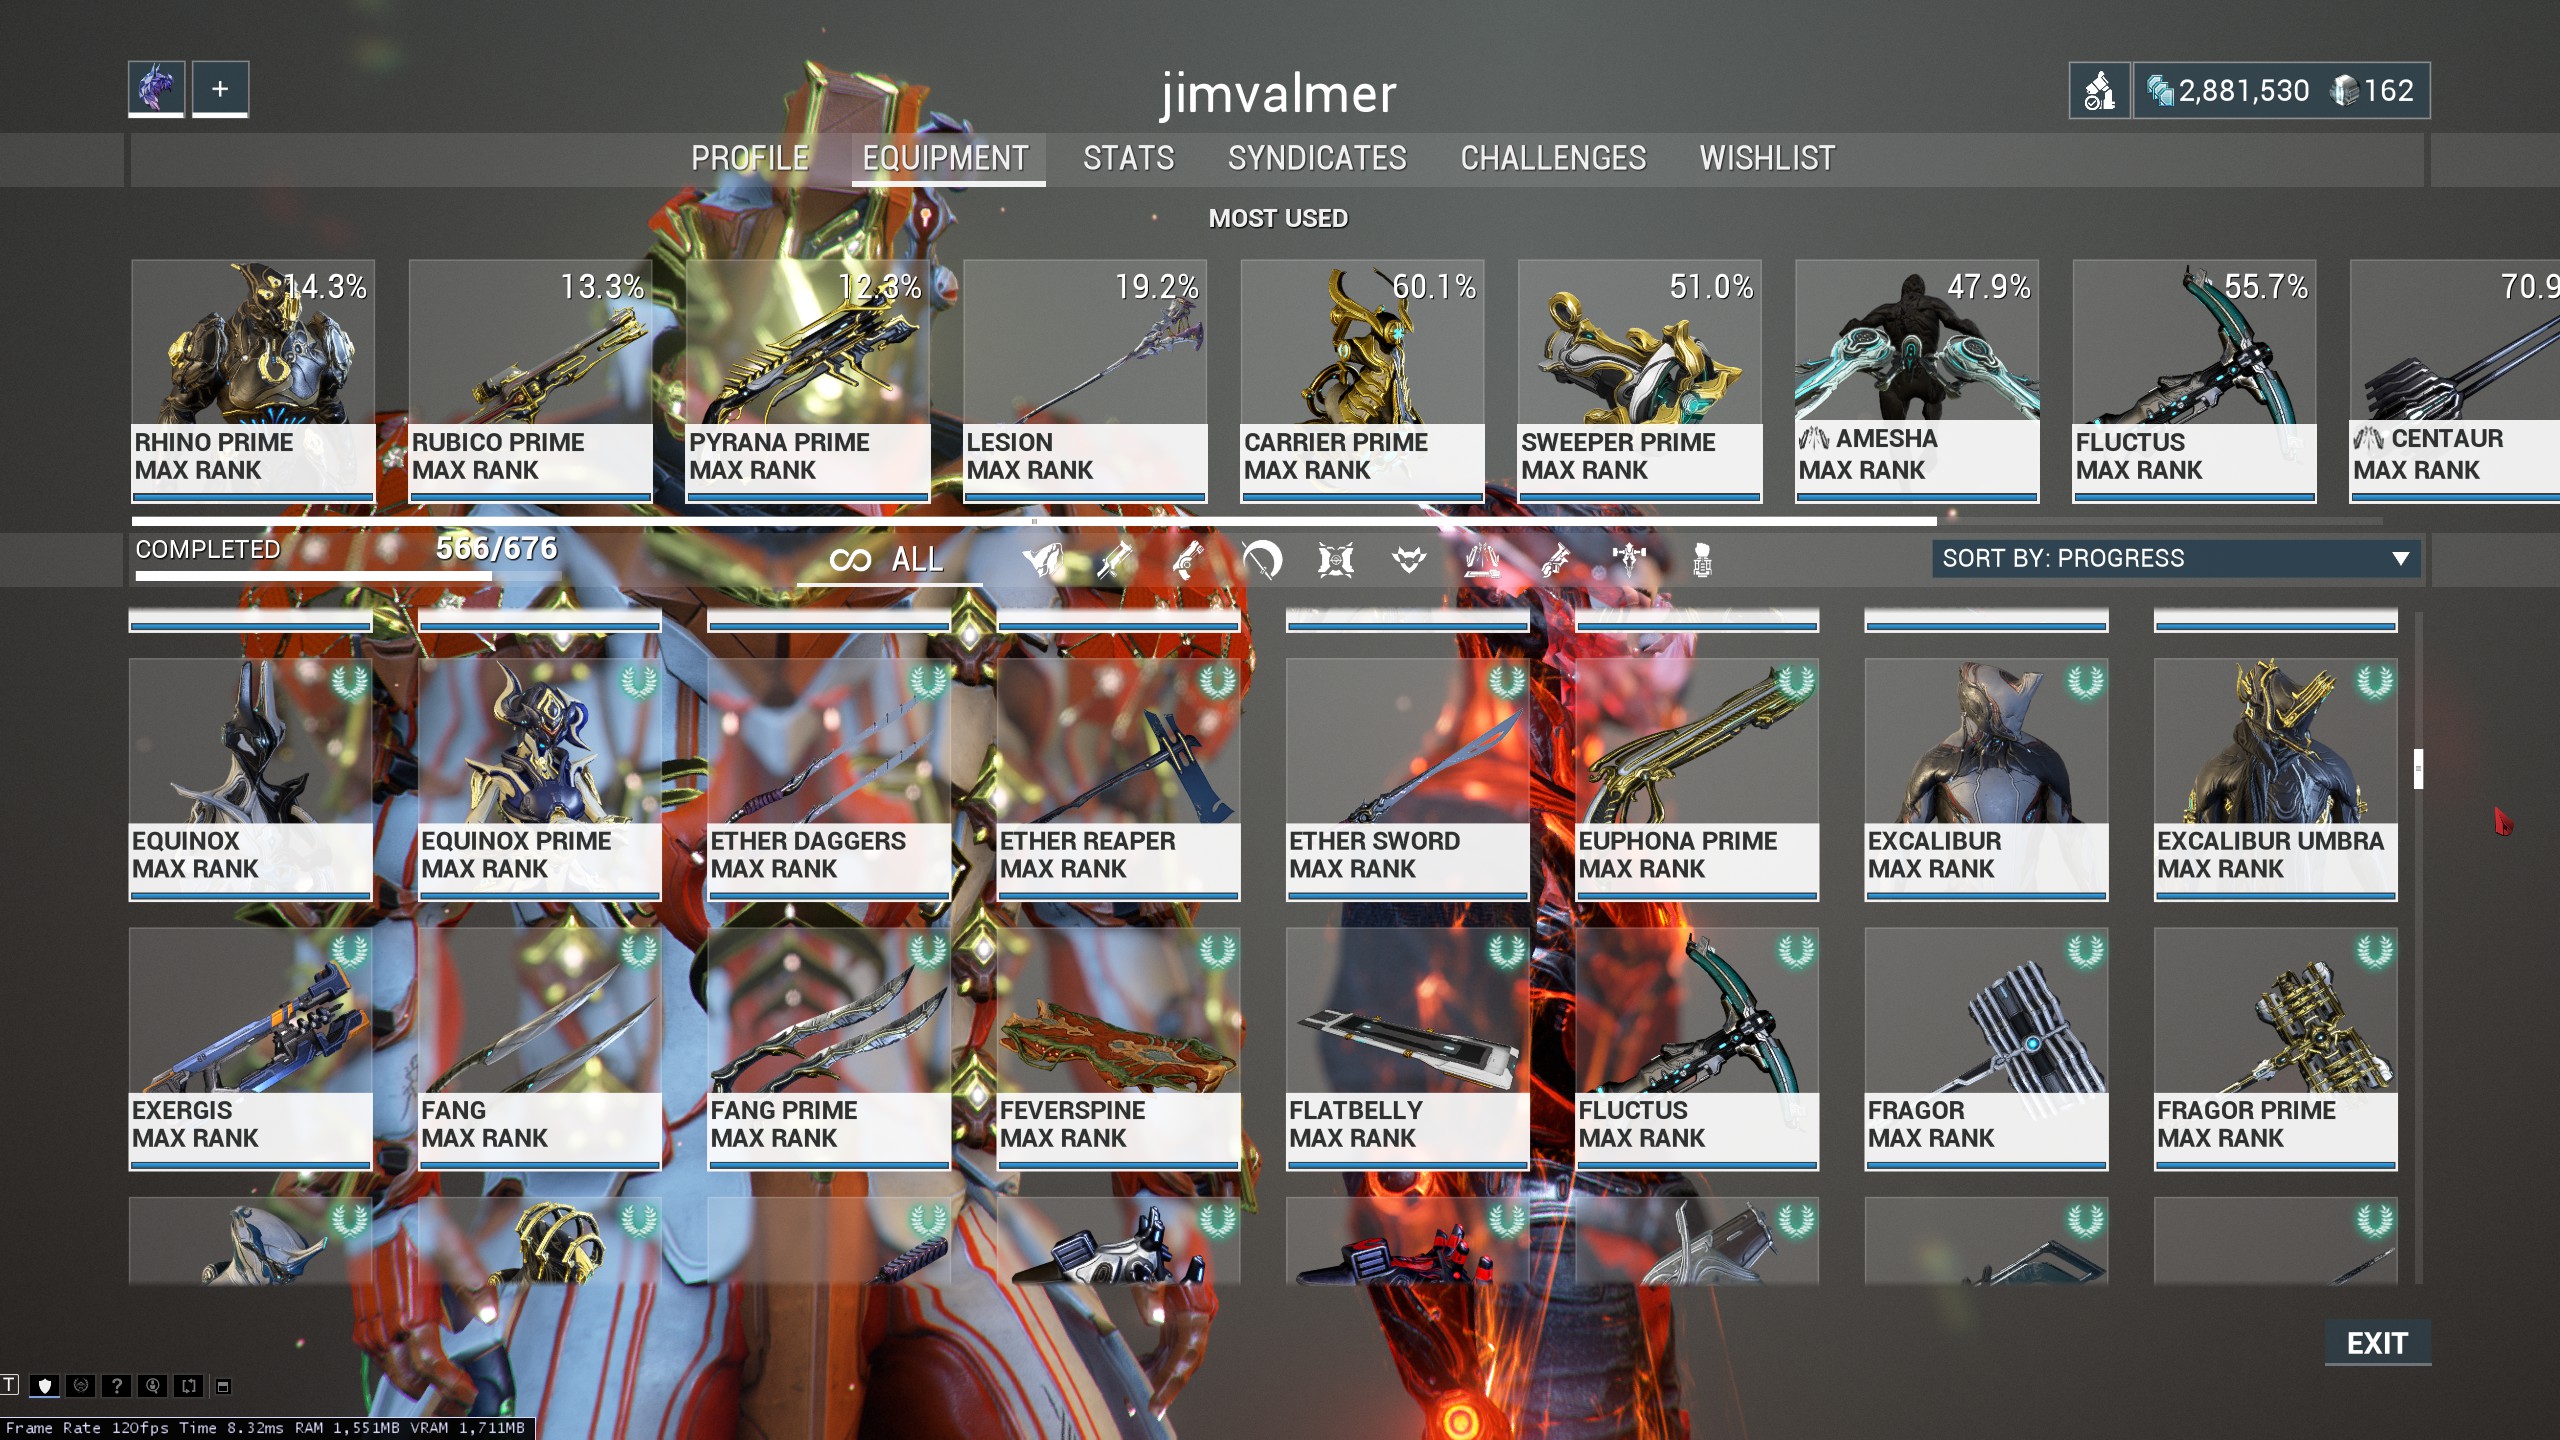 +
jimvalmer
2,881,530
162
PROFILE
EQUIPMENT
STATS
SYNDICATES
CHALLENGES
WISHLIST
MOST USED
14.3%
RHINO PRIME
MAX RANK
13.3%
RUBICO PRIME
MAX RANK
12.3%
PYRANA PRIME
MAX RANK
19.2%
LESION
MAX RANK
60.1%
CARRIER PRIME
MAX RANK
51.0%
SWEEPER PRIME
MAX RANK
47.9%
AMESHA
MAX RANK
55.7%
FLUCTUS
MAX RANK
70.9
CENTAUR
MAX RANK
COMPLETED
566/676
ALL
SORT BY: PROGRESS
EQUINOX
MAX RANK
EQUINOX PRIME
MAX RANK
ETHER DAGGERS
MAX RANK
ETHER REAPER
MAX RANK
ETHER SWORD
MAX RANK
EUPHONA PRIME
MAX RANK
EXCALIBUR
MAX RANK
EXCALIBUR UMBRA
MAX RANK
EXERGIS
MAX RANK
FANG
MAX RANK
FANG PRIME
MAX RANK
FEVERSPINE
MAX RANK
FLATBELLY
MAX RANK
FLUCTUS
MAX RANK
FRAGOR
MAX RANK
FRAGOR PRIME
MAX RANK
EXIT
T
?
Frame Rate 120fps Time 8.32ms RAM 1,551MB VRAM 1,711MB